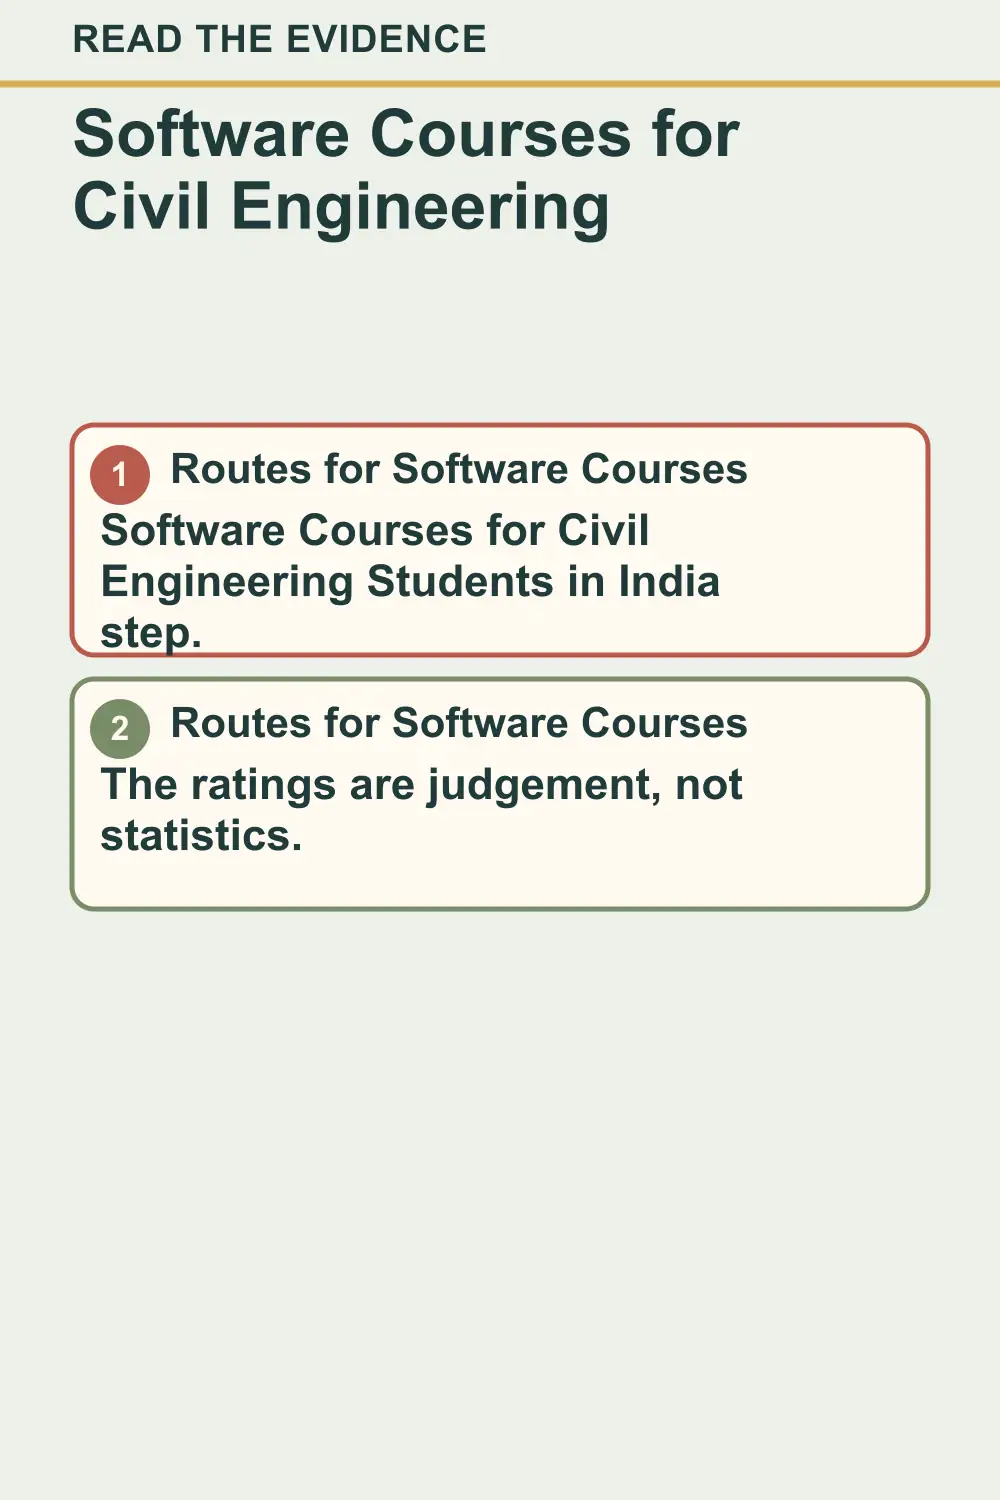 READ THE EVIDENCE
Software Courses for
Civil Engineering
1 Routes for Software Courses
Software Courses for Civil
Engineering Students in India
step.
2 Routes for Software Courses
The ratings are judgement, not
statistics.